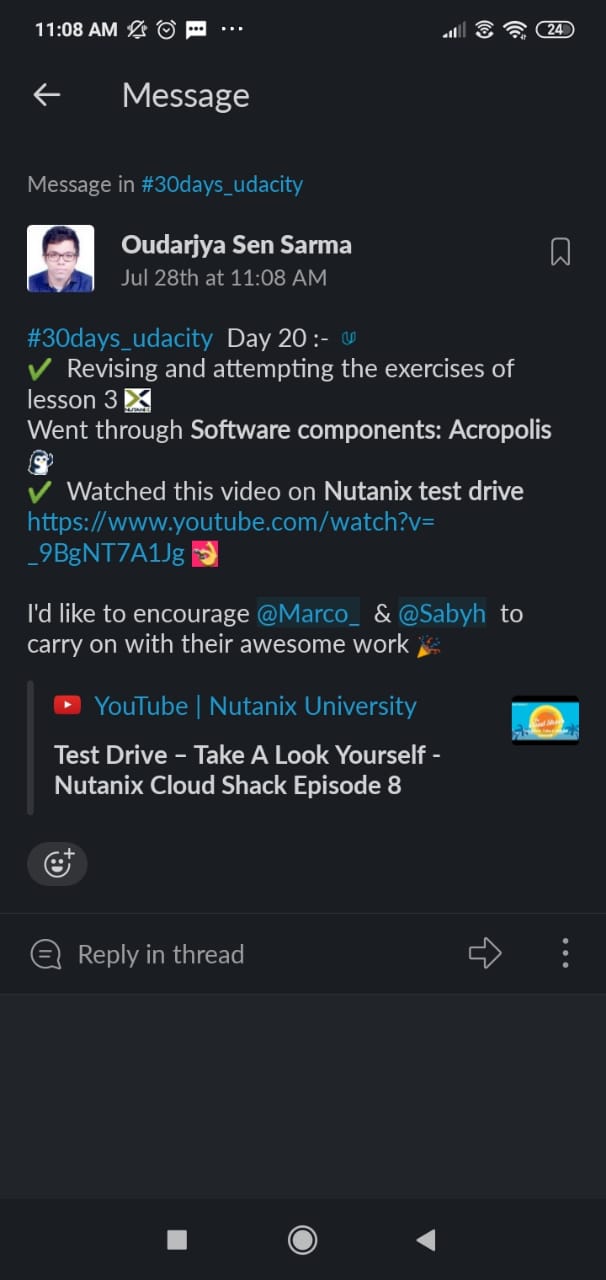 11:08 AM
24
Message
Message in #30days_udacity
Oudarjya Sen Sarma
Jul 28th at 11:08 AM
#30days_udacity Day 20 :-
✔ Revising and attempting the exercises of
lesson 3
Went through Software components: Acropolis
✔ Watched this video on Nutanix test drive
https://www.youtube.com/watch?v=
_9BgNT7A1Jg
I'd like to encourage @Marco_ & @Sabyh to
carry on with their awesome work 🎉
YouTube | Nutanix University
Test Drive – Take A Look Yourself -
Nutanix Cloud Shack Episode 8
Reply in thread